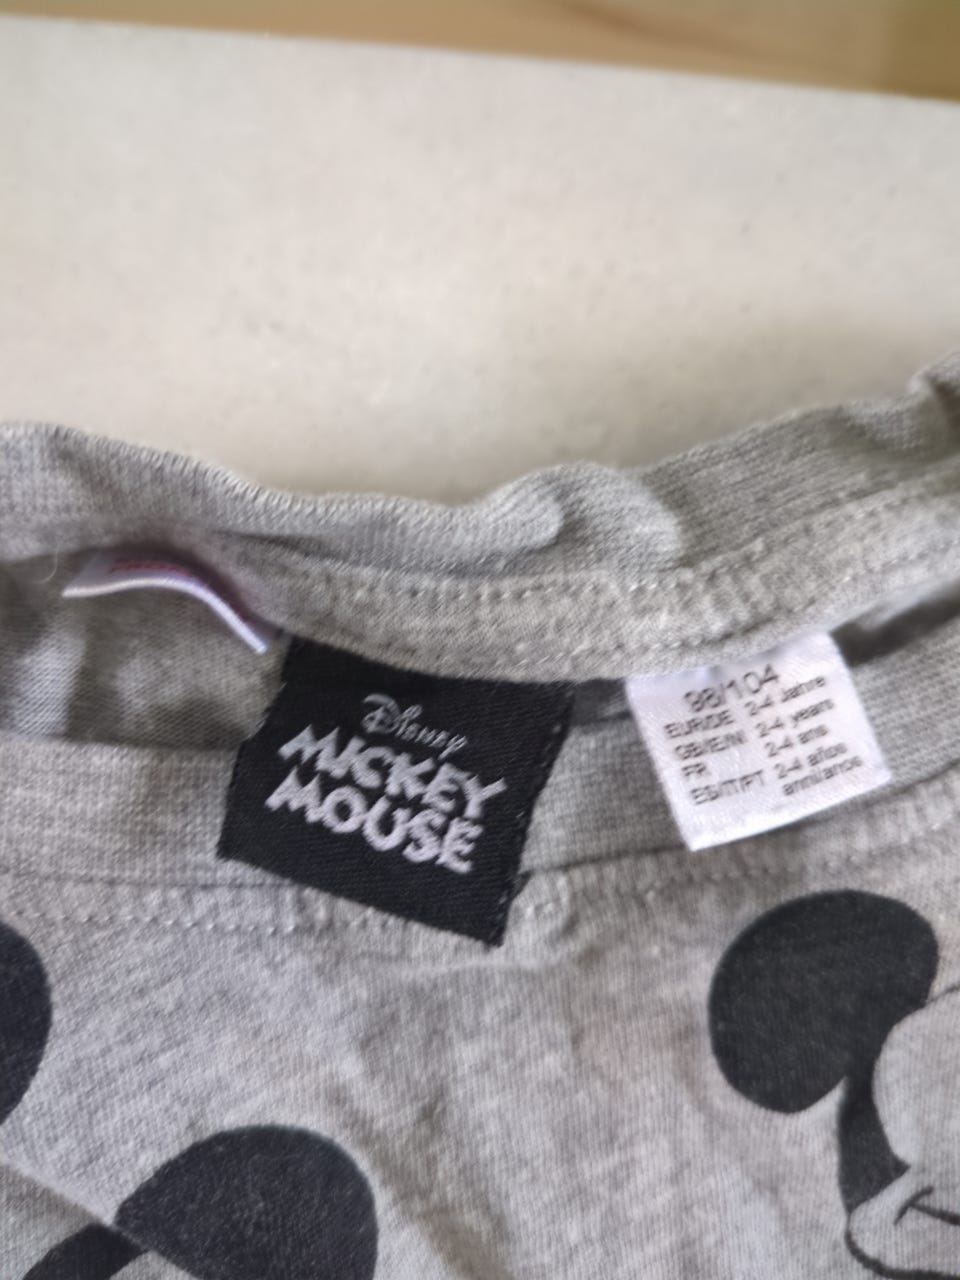 Disney
MICKEY
MOUSE
98/104
EUR/DE 2-4 Jahre
GB/IE/NI 2-4 years
FR 2-4 ans
ES/IT/PT 2-4 años
anni/anos